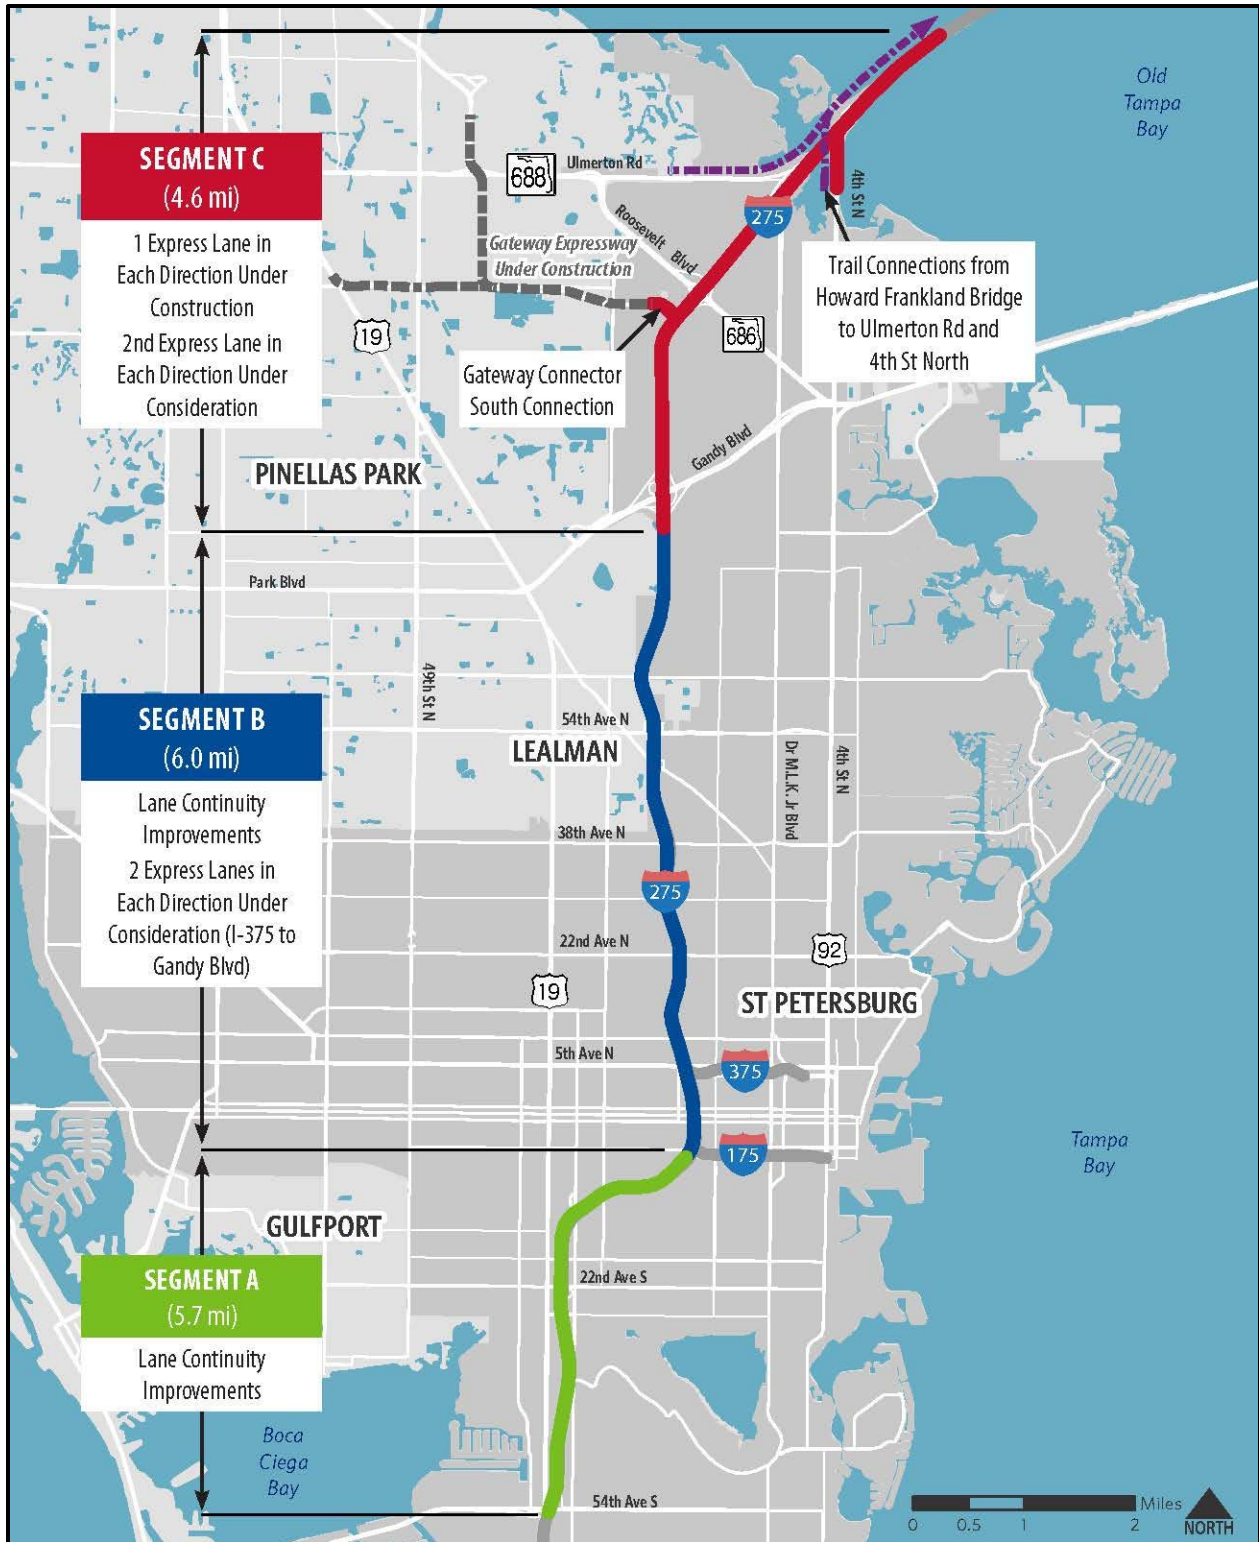 Old
Tampa
Bay
SEGMENT C
(4.6 mi)
1 Express Lane in
Each Direction Under
Construction
2nd Express Lane in
Each Direction Under
Consideration
Ulmerton Rd
688
4th St N
275
Roosevelt Blvd
Gateway Expressway
Under Construction
Trail Connections from
Howard Frankland Bridge
to Ulmerton Rd and
4th St North
19
686
Gateway Connector
South Connection
Gandy Blvd
PINELLAS PARK
Park Blvd
49th St N
SEGMENT B
(6.0 mi)
Lane Continuity
Improvements
2 Express Lanes in
Each Direction Under
Consideration (I-375 to
Gandy Blvd)
54th Ave N
LEALMAN
Dr M.L.K. Jr Blvd
4th St N
38th Ave N
275
22nd Ave N
92
19
ST PETERSBURG
5th Ave N
375
175
Tampa
Bay
GULFPORT
SEGMENT A
(5.7 mi)
Lane Continuity
Improvements
22nd Ave S
Boca
Ciega
Bay
54th Ave S
Miles
0 0.5 1 2
NORTH